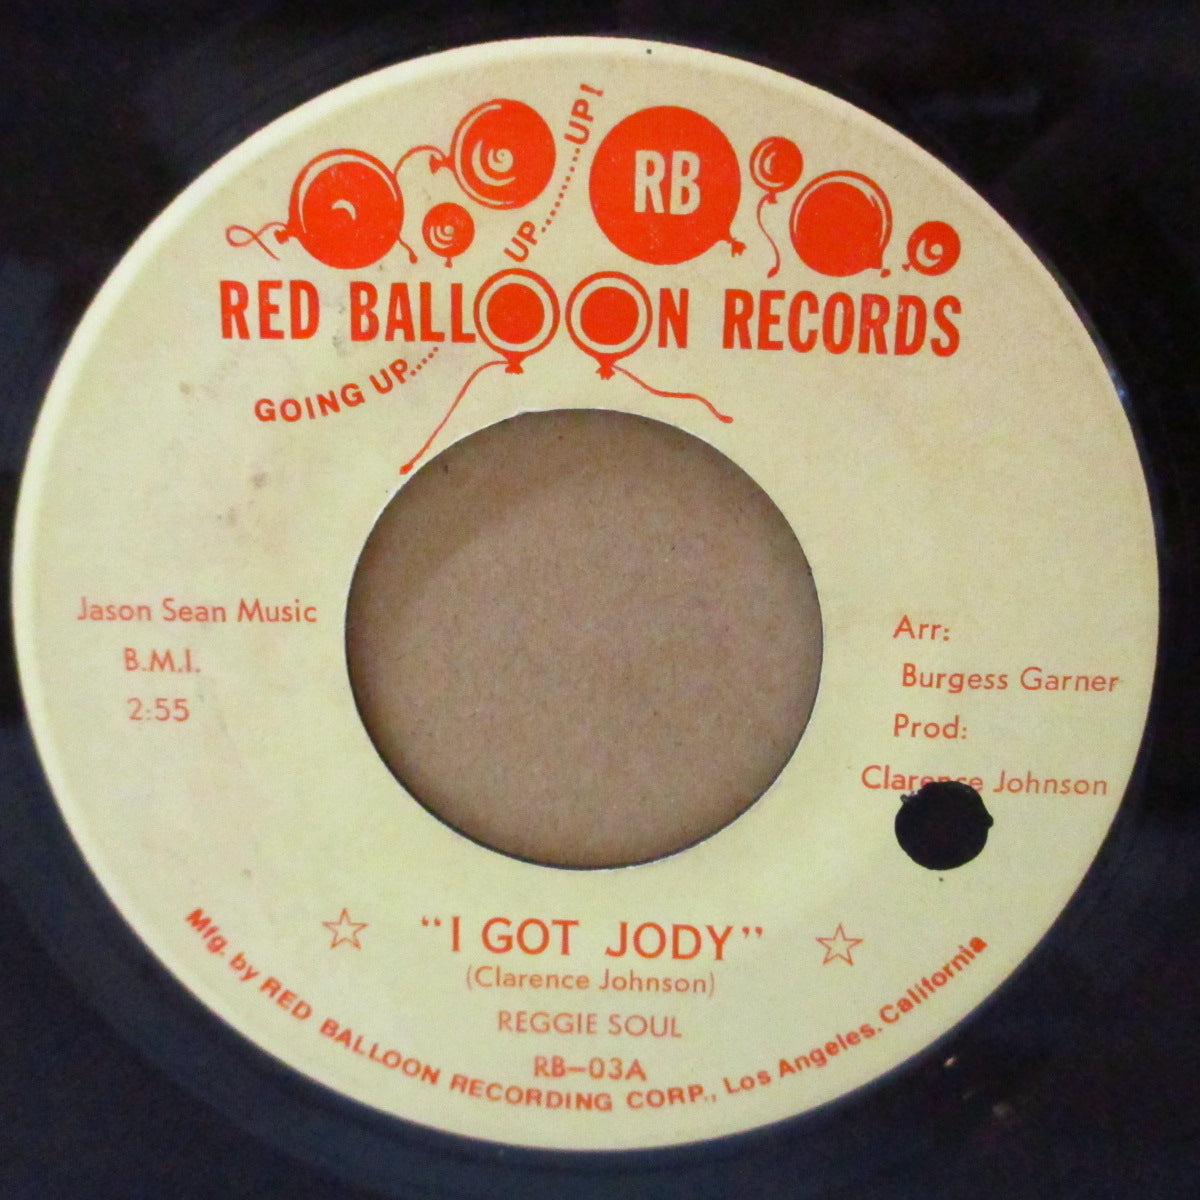 UP......UP!
RB
RED BALLOON RECORDS
GOING UP.....
Jason Sean Music
B.M.I.
2:55
Arr:
Burgess Garner
Prod:
Clarence Johnson
"I GOT JODY"
(Clarence Johnson)
REGGIE SOUL
RB-03A
Mfg. by RED BALLOON RECORDING CORP., Los Angeles, California